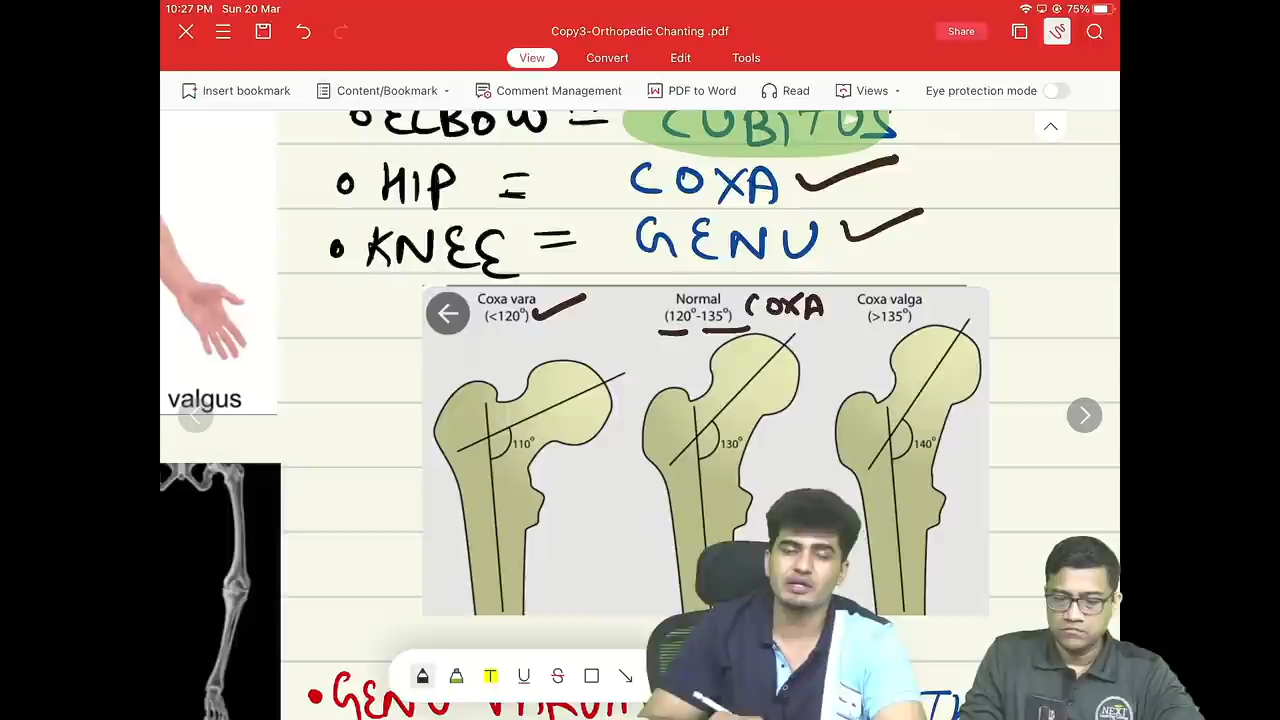 10:27 PM Sun 20 Mar
75%
Copy3-Orthopedic Chanting .pdf
Share
View Convert Edit Tools
Insert bookmark Content/Bookmark Comment Management PDF to Word Read Views Eye protection mode
• ELBOW = CUBITUS
• HIP = COXA
• KNEE = GENU
Coxa vara
(<120°)
Normal
(120°-135°)
COXA
Coxa valga
(>135°)
110°
130°
140°
valgus
T U S
• GENU
NEXT